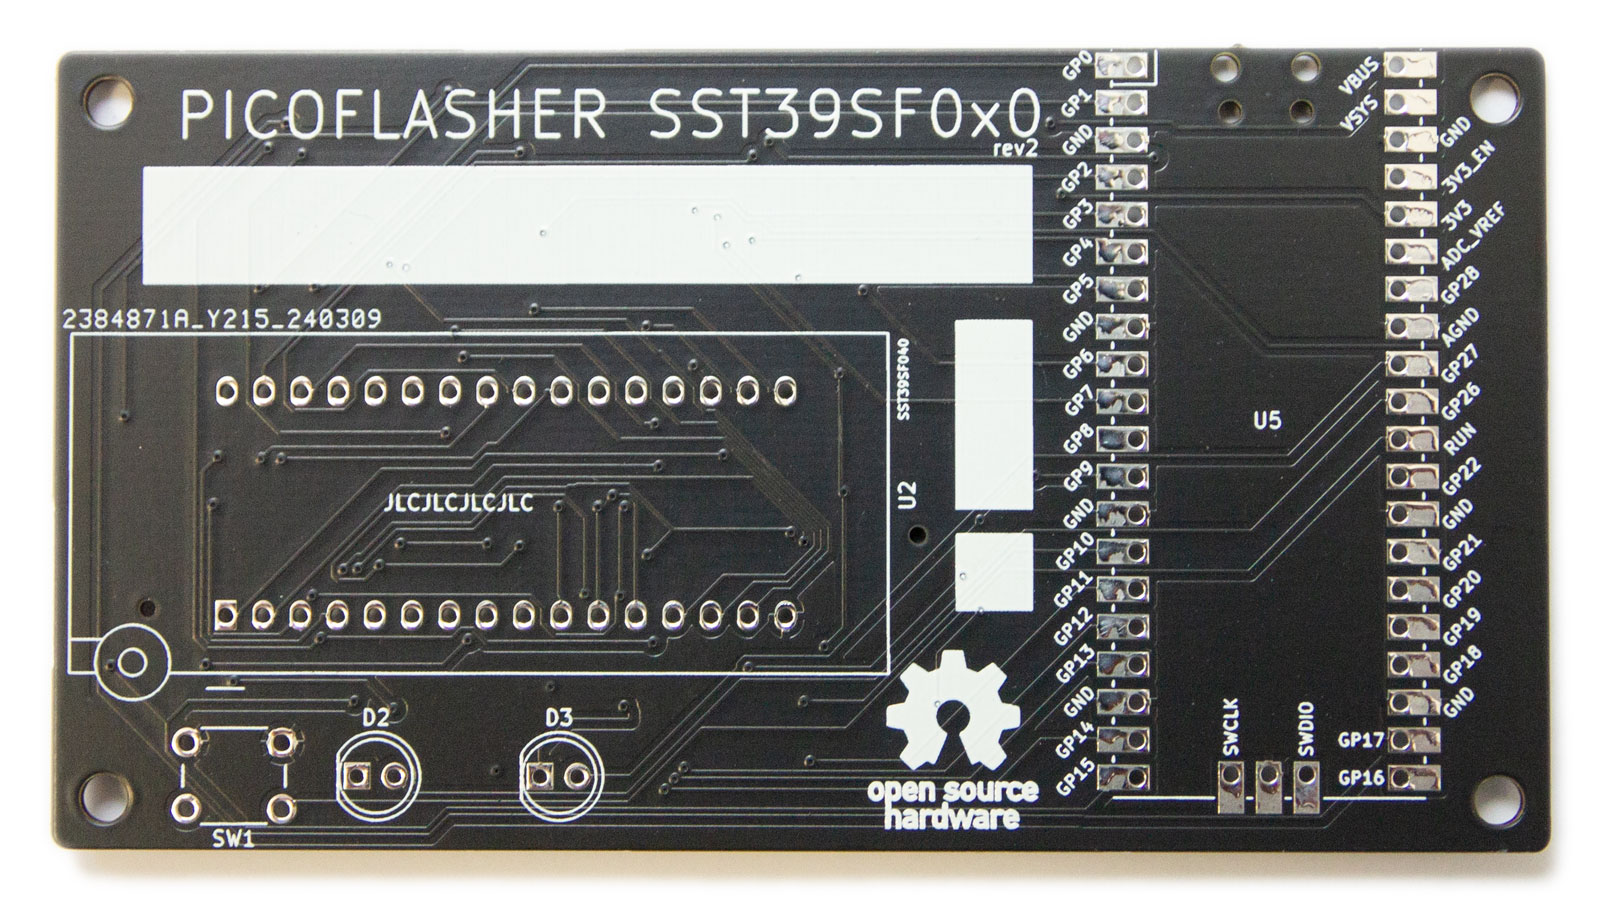 PICOFLASHER SST39SF0x0
rev2
2384871A_Y215_240309
SST39SF040
U2
JLCJLCJLCJLC
D2
D3
SW1
open source
hardware
GP0
GP1
GND
GP2
GP3
GP4
GP5
GND
GP6
GP7
GP8
GP9
GND
GP10
GP11
GP12
GP13
GND
GP14
GP15
U5
SWCLK
SWDIO
VBUS
VSYS
GND
3V3_EN
3V3
ADC_VREF
GP28
AGND
GP27
GP26
RUN
GP22
GND
GP21
GP20
GP19
GP18
GND
GP17
GP16